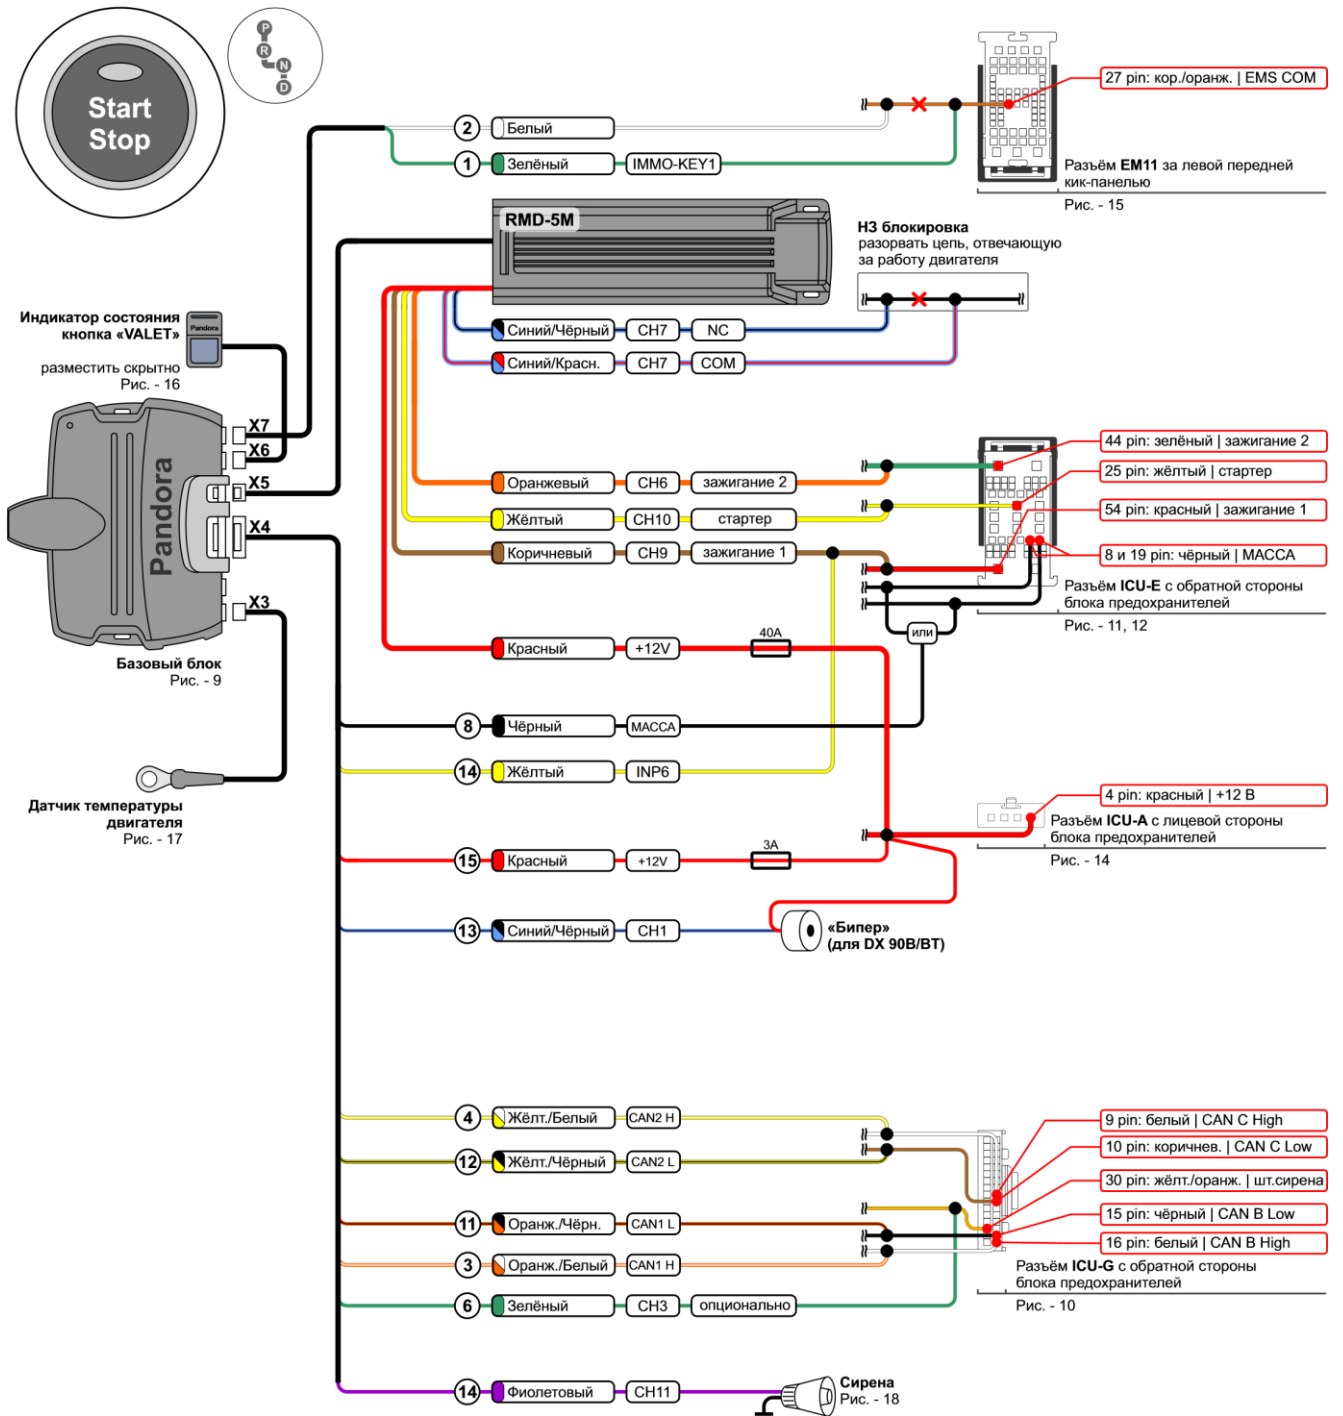 Start
Stop
P
R
N
D
27 pin: кор./оранж. | EMS COM
2 Белый
1 Зелёный IMMO-KEY1
Разъём EM11 за левой передней
кик-панелью
Рис. - 15
RMD-5M
НЗ блокировка
разорвать цепь, отвечающую
за работу двигателя
Синий/Чёрный CH7 NC
Синий/Красн. CH7 COM
Индикатор состояния
кнопка «VALET»
Pandora
разместить скрытно
Рис. - 16
X7
X6
X5
X4
X3
Pandora
Базовый блок
Рис. - 9
44 pin: зелёный | зажигание 2
25 pin: жёлтый | стартер
54 pin: красный | зажигание 1
8 и 19 pin: чёрный | МАССА
Оранжевый CH6 зажигание 2
Жёлтый CH10 стартер
Коричневый CH9 зажигание 1
Разъём ICU-E с обратной стороны
блока предохранителей
Рис. - 11, 12
или
Красный +12V 40A
8 Чёрный МАССА
14 Жёлтый INP6
Датчик температуры
двигателя
Рис. - 17
4 pin: красный | +12 В
Разъём ICU-A с лицевой стороны
блока предохранителей
Рис. - 14
15 Красный +12V 3A
13 Синий/Чёрный CH1
«Бипер»
(для DX 90B/BT)
4 Жёлт./Белый CAN2 H
12 Жёлт./Чёрный CAN2 L
11 Оранж./Чёрн. CAN1 L
3 Оранж./Белый CAN1 H
6 Зелёный CH3 опционально
9 pin: белый | CAN C High
10 pin: коричнев. | CAN C Low
30 pin: жёлт./оранж. | шт.сирена
15 pin: чёрный | CAN B Low
16 pin: белый | CAN B High
Разъём ICU-G с обратной стороны
блока предохранителей
Рис. - 10
14 Фиолетовый CH11
Сирена
Рис. - 18